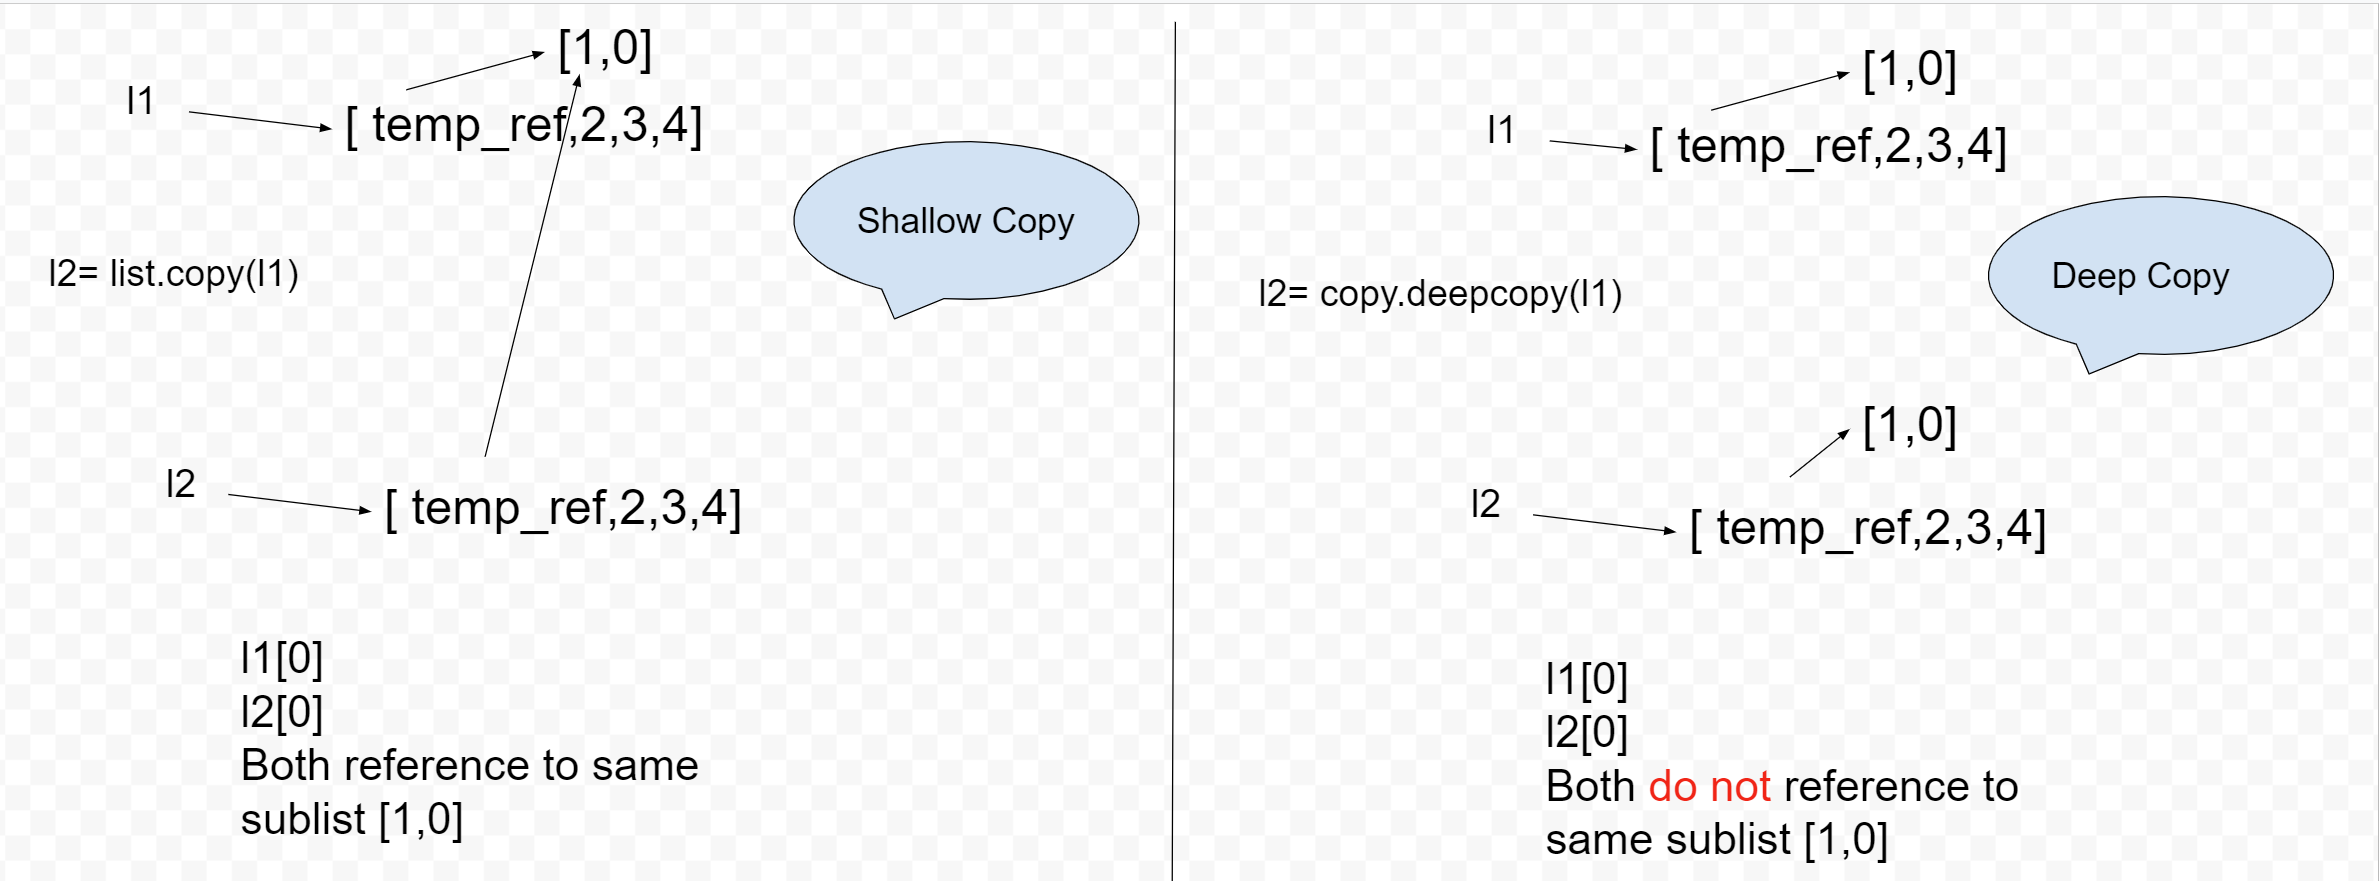 [1,0]
l1
[ temp_ref,2,3,4]
Shallow Copy
l2= list.copy(l1)
l2
[ temp_ref,2,3,4]
l1[0]
l2[0]
Both reference to same
sublist [1,0]
[1,0]
l1
[ temp_ref,2,3,4]
Deep Copy
l2= copy.deepcopy(l1)
[1,0]
l2
[ temp_ref,2,3,4]
l1[0]
l2[0]
Both do not reference to
same sublist [1,0]